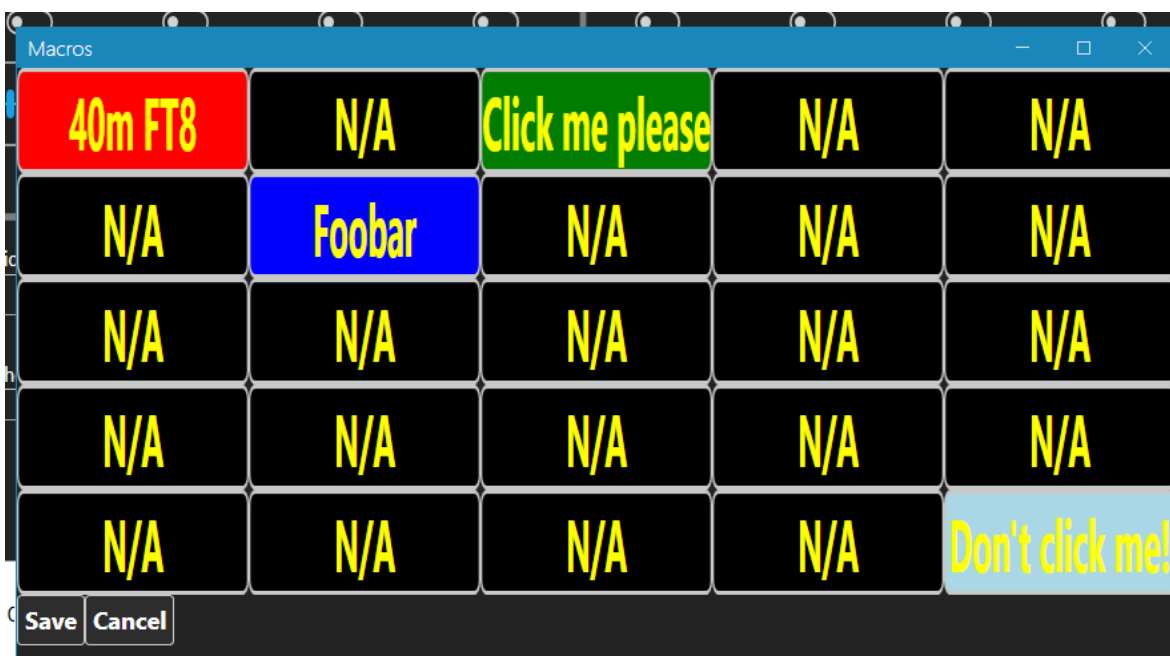 Macros
40m FT8 N/A Click me please N/A N/A
N/A Foobar N/A N/A N/A
N/A N/A N/A N/A N/A
N/A N/A N/A N/A N/A
N/A N/A N/A N/A Don't click me!
Save Cancel